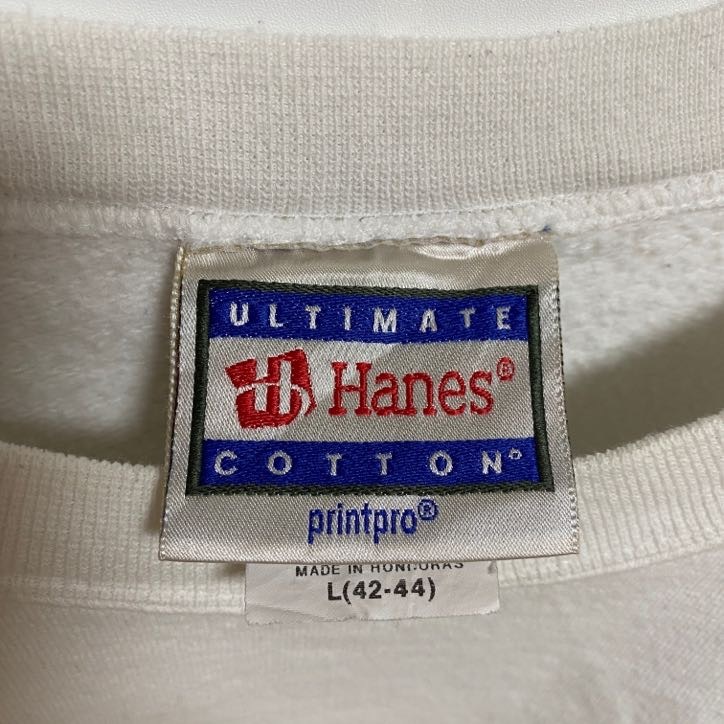 ULTIMATE
Hanes®
COTTON®
printpro®
MADE IN HONDURAS
L(42-44)